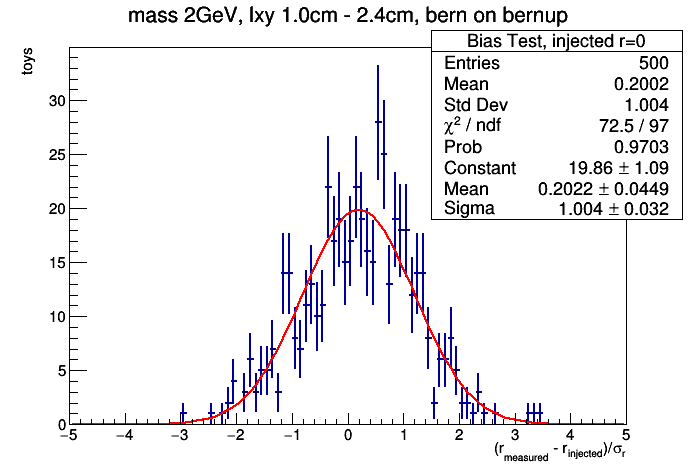 mass 2GeV, lxy 1.0cm - 2.4cm, bern on bernup
toys
Bias Test, injected r=0
Entries 500
Mean 0.2002
Std Dev 1.004
χ² / ndf 72.5 / 97
Prob 0.9703
Constant 19.86 ± 1.09
Mean 0.2022 ± 0.0449
Sigma 1.004 ± 0.032
30
25
20
15
10
5
0
−5 −4 −3 −2 −1 0 1 2 3 4 5
(r_measured - r_injected)/σ_r